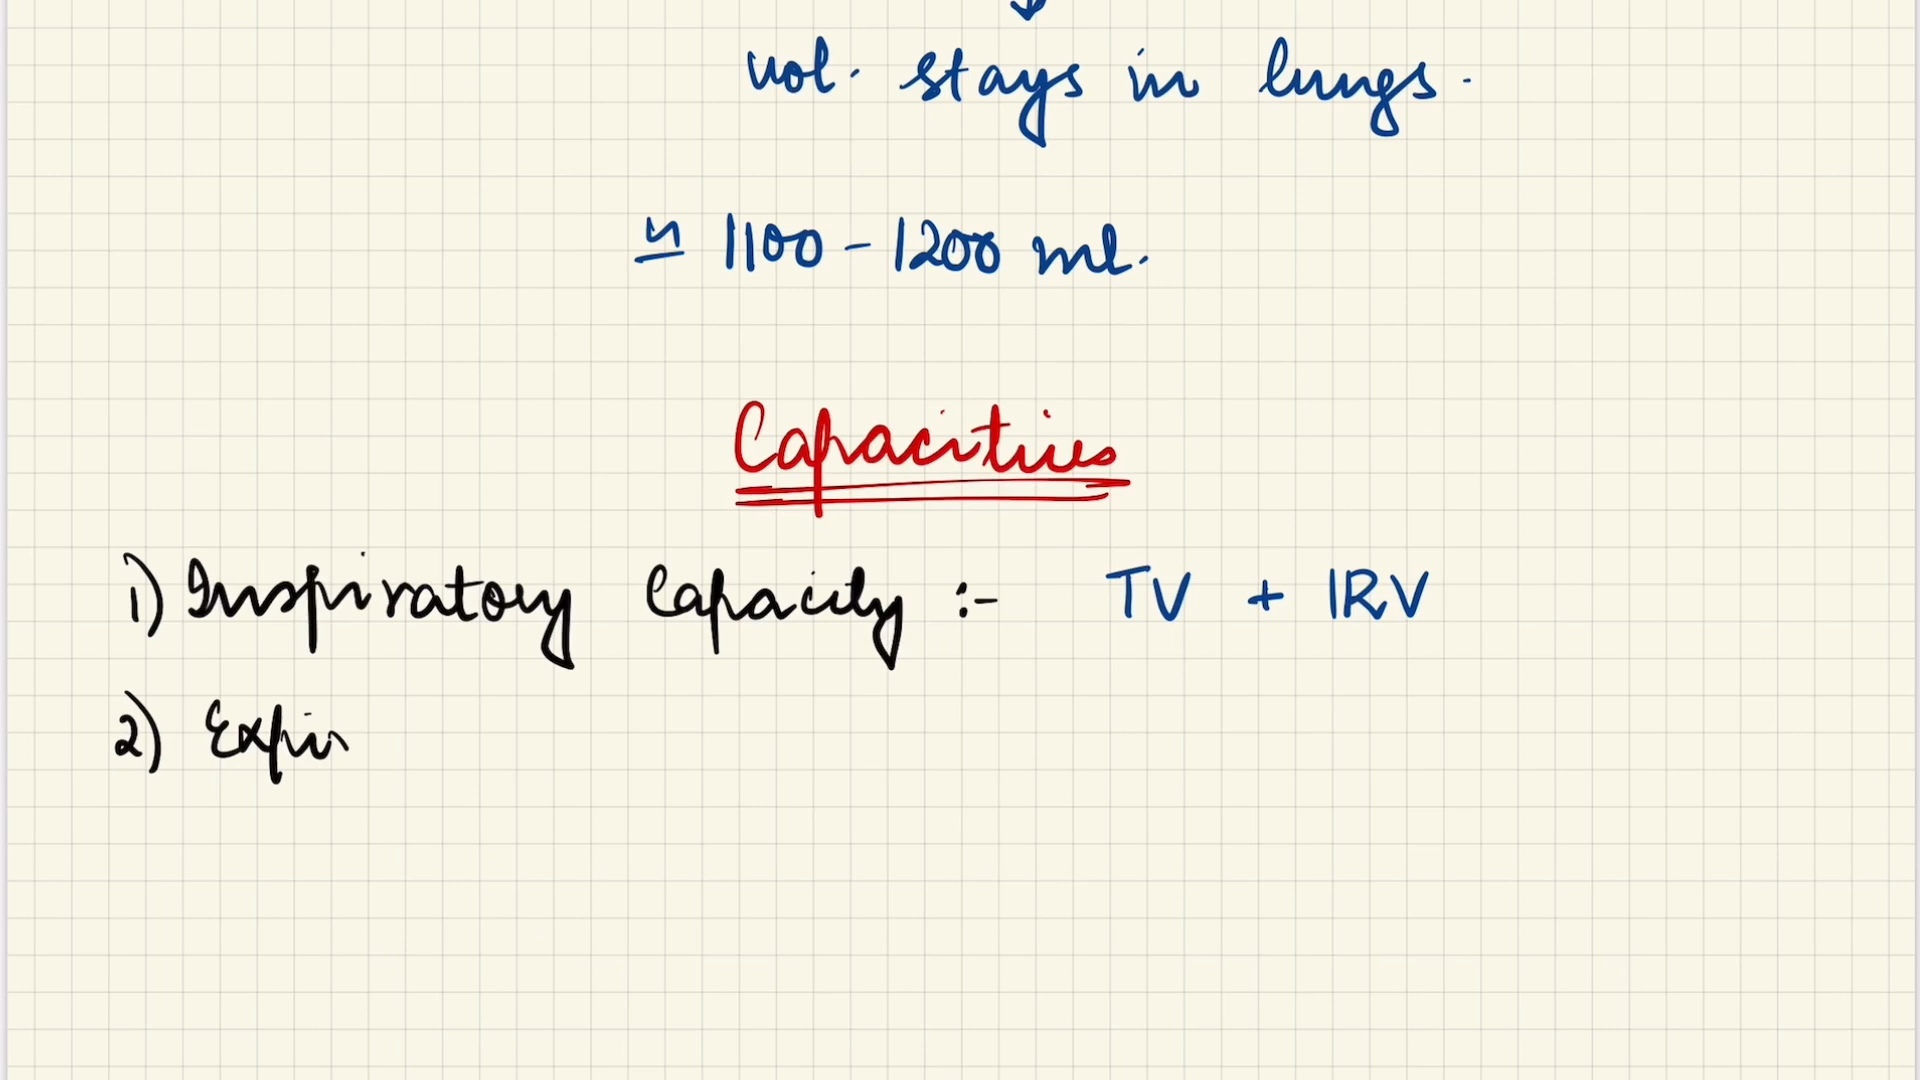 vol. stays in lungs.
≃ 1100 - 1200 ml.
Capacities
1) Inspiratory Capacity :- TV + IRV
2) Expir